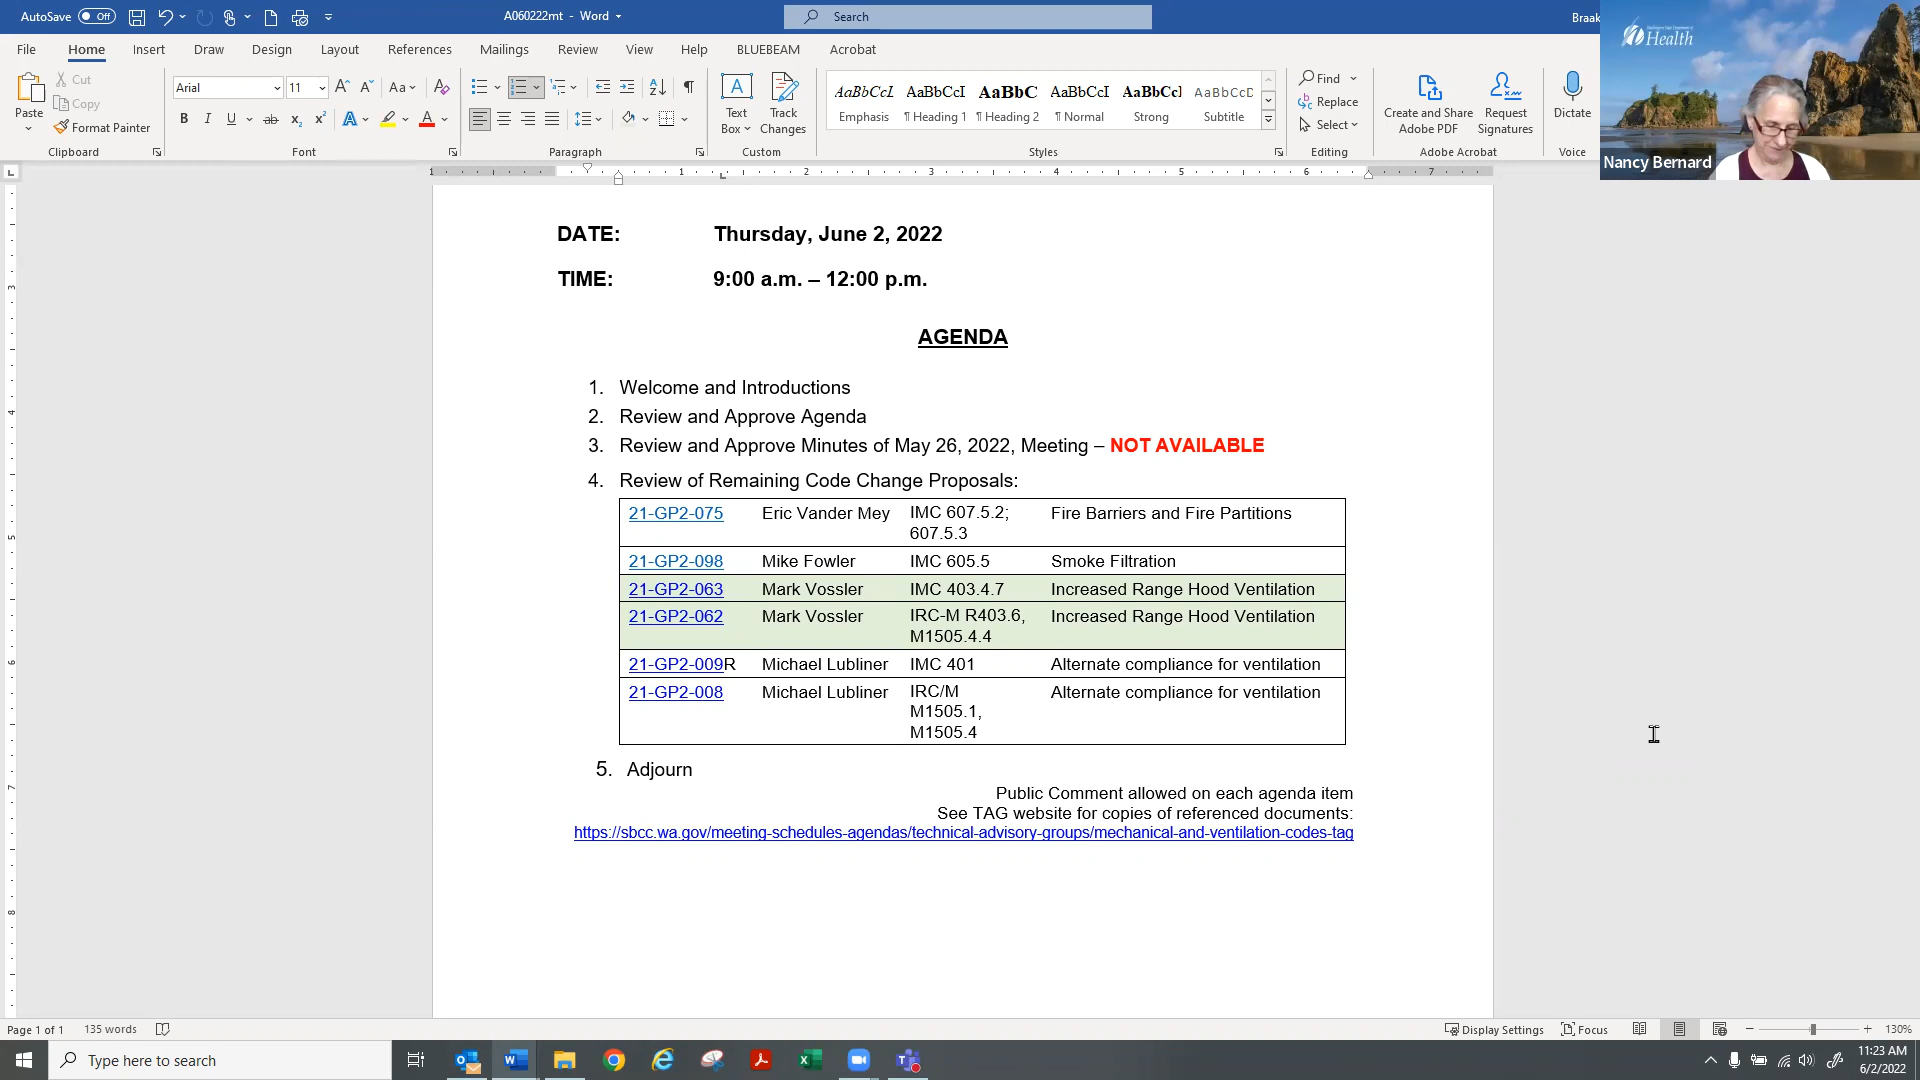 AutoSave Off A060222mt - Word Search Braak
File Home Insert Draw Design Layout References Mailings Review View Help BLUEBEAM Acrobat
Health
Nancy Bernard
Paste Cut Copy Format Painter
Arial 11
Text Box Track Changes
AaBbCcL AaBbCcI AaBbC AaBbCcI AaBbCcl AaBbCcD
Emphasis ¶ Heading 1 ¶ Heading 2 ¶ Normal Strong Subtitle
Find Replace Select
Create and Share Adobe PDF Request Signatures Dictate
Clipboard Font Paragraph Custom Styles Editing Adobe Acrobat Voice
DATE: Thursday, June 2, 2022
TIME: 9:00 a.m. – 12:00 p.m.
AGENDA
1. Welcome and Introductions
2. Review and Approve Agenda
3. Review and Approve Minutes of May 26, 2022, Meeting – NOT AVAILABLE
4. Review of Remaining Code Change Proposals:
21-GP2-075 Eric Vander Mey IMC 607.5.2; Fire Barriers and Fire Partitions
607.5.3
21-GP2-098 Mike Fowler IMC 605.5 Smoke Filtration
21-GP2-063 Mark Vossler IMC 403.4.7 Increased Range Hood Ventilation
21-GP2-062 Mark Vossler IRC-M R403.6, Increased Range Hood Ventilation
M1505.4.4
21-GP2-009R Michael Lubliner IMC 401 Alternate compliance for ventilation
21-GP2-008 Michael Lubliner IRC/M Alternate compliance for ventilation
M1505.1,
M1505.4
5. Adjourn
Public Comment allowed on each agenda item
See TAG website for copies of referenced documents:
https://sbcc.wa.gov/meeting-schedules-agendas/technical-advisory-groups/mechanical-and-ventilation-codes-tag
Page 1 of 1 135 words Display Settings Focus 130%
Type here to search
11:23 AM
6/2/2022